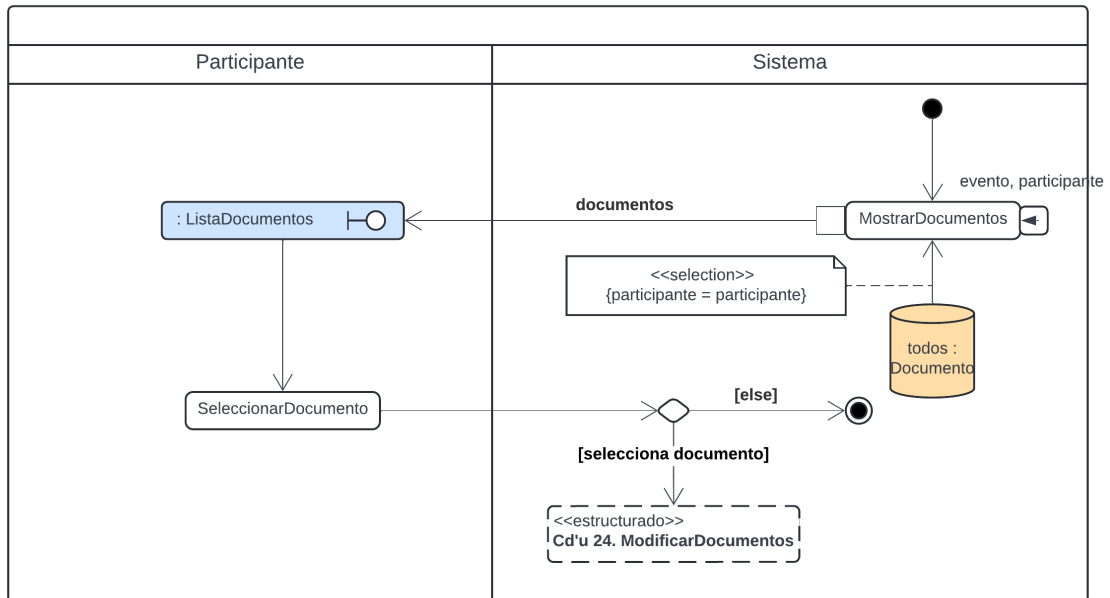 Participante
Sistema
evento, participante
documentos
: ListaDocumentos
MostrarDocumentos
<<selection>>
{participante = participante}
todos :
Documento
[else]
SeleccionarDocumento
[selecciona documento]
<<estructurado>>
Cd'u 24. ModificarDocumentos